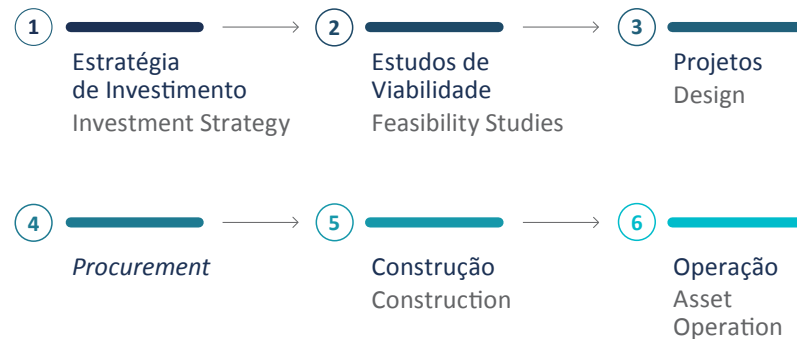 1
Estratégia
de Investimento
Investment Strategy
2
Estudos de
Viabilidade
Feasibility Studies
3
Projetos
Design
4
Procurement
5
Construção
Construction
6
Operação
Asset
Operation